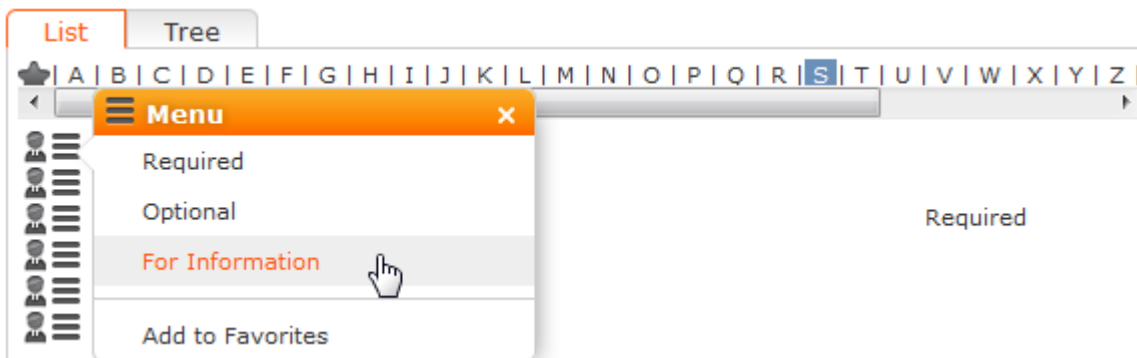 List Tree
| A | B | C | D | E | F | G | H | I | J | K | L | M | N | O | P | Q | R | S | T | U | V | W | X | Y | Z |
Menu ×
Required
Optional
Required
For Information
Add to Favorites